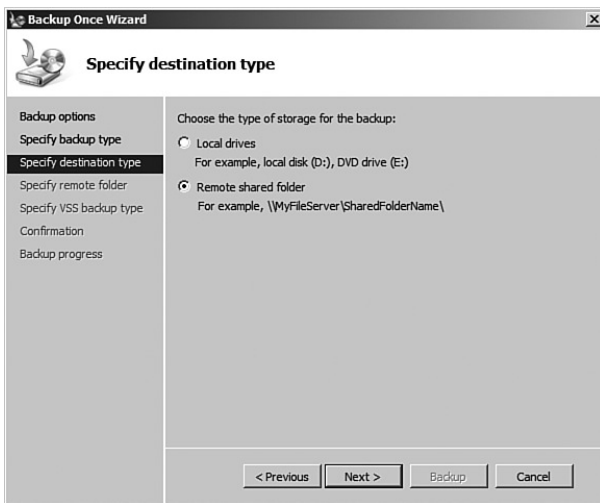 Backup Once Wizard
Specify destination type
Backup options
Specify backup type
Specify destination type
Specify remote folder
Specify VSS backup type
Confirmation
Backup progress
Choose the type of storage for the backup:
Local drives
For example, local disk (D:), DVD drive (E:)
Remote shared folder
For example, \\MyFileServer\SharedFolderName\
< Previous Next > Backup Cancel